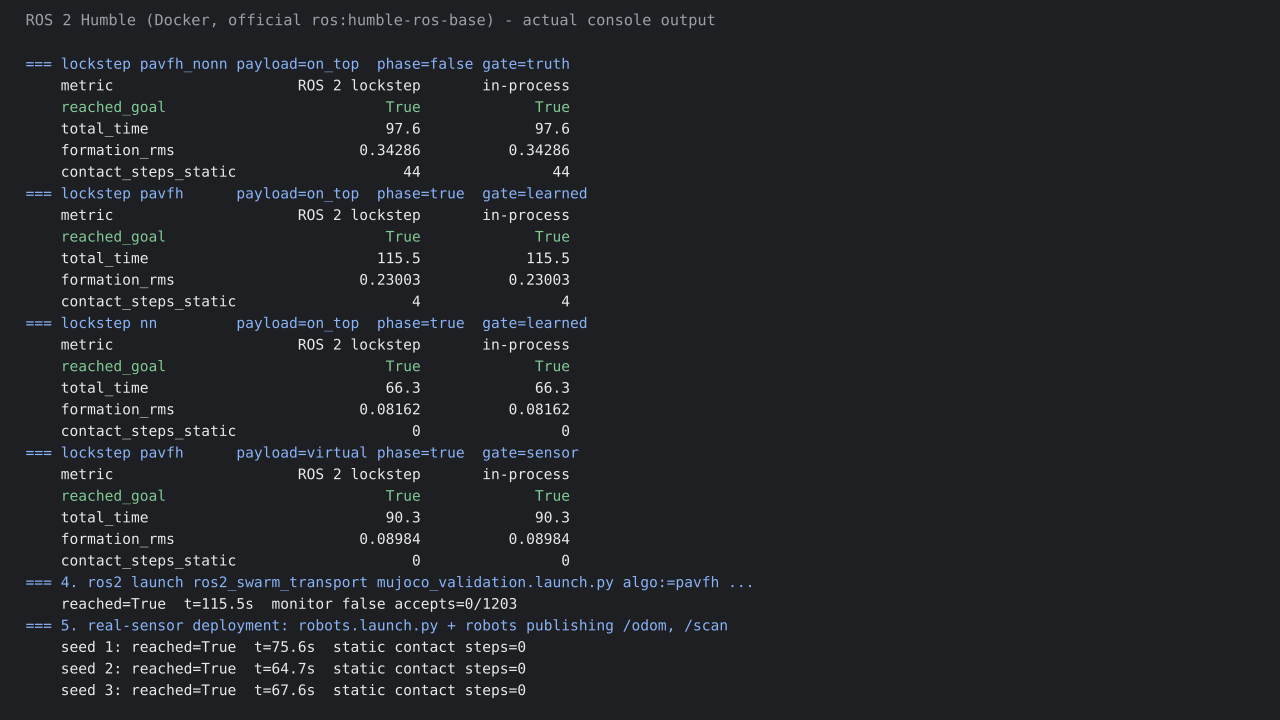 ROS 2 Humble (Docker, official ros:humble-ros-base) - actual console output
=== lockstep pavfh_nonn payload=on_top  phase=false gate=truth
metric                     ROS 2 lockstep       in-process
reached_goal                         True             True
total_time                           97.6             97.6
formation_rms                     0.34286          0.34286
contact_steps_static                   44               44
=== lockstep pavfh      payload=on_top  phase=true  gate=learned
metric                     ROS 2 lockstep       in-process
reached_goal                         True             True
total_time                          115.5            115.5
formation_rms                     0.23003          0.23003
contact_steps_static                    4                4
=== lockstep nn         payload=on_top  phase=true  gate=learned
metric                     ROS 2 lockstep       in-process
reached_goal                         True             True
total_time                           66.3             66.3
formation_rms                     0.08162          0.08162
contact_steps_static                    0                0
=== lockstep pavfh      payload=virtual phase=true  gate=sensor
metric                     ROS 2 lockstep       in-process
reached_goal                         True             True
total_time                           90.3             90.3
formation_rms                     0.08984          0.08984
contact_steps_static                    0                0
=== 4. ros2 launch ros2_swarm_transport mujoco_validation.launch.py algo:=pavfh ...
reached=True  t=115.5s  monitor false accepts=0/1203
=== 5. real-sensor deployment: robots.launch.py + robots publishing /odom, /scan
seed 1: reached=True  t=75.6s  static contact steps=0
seed 2: reached=True  t=64.7s  static contact steps=0
seed 3: reached=True  t=67.6s  static contact steps=0